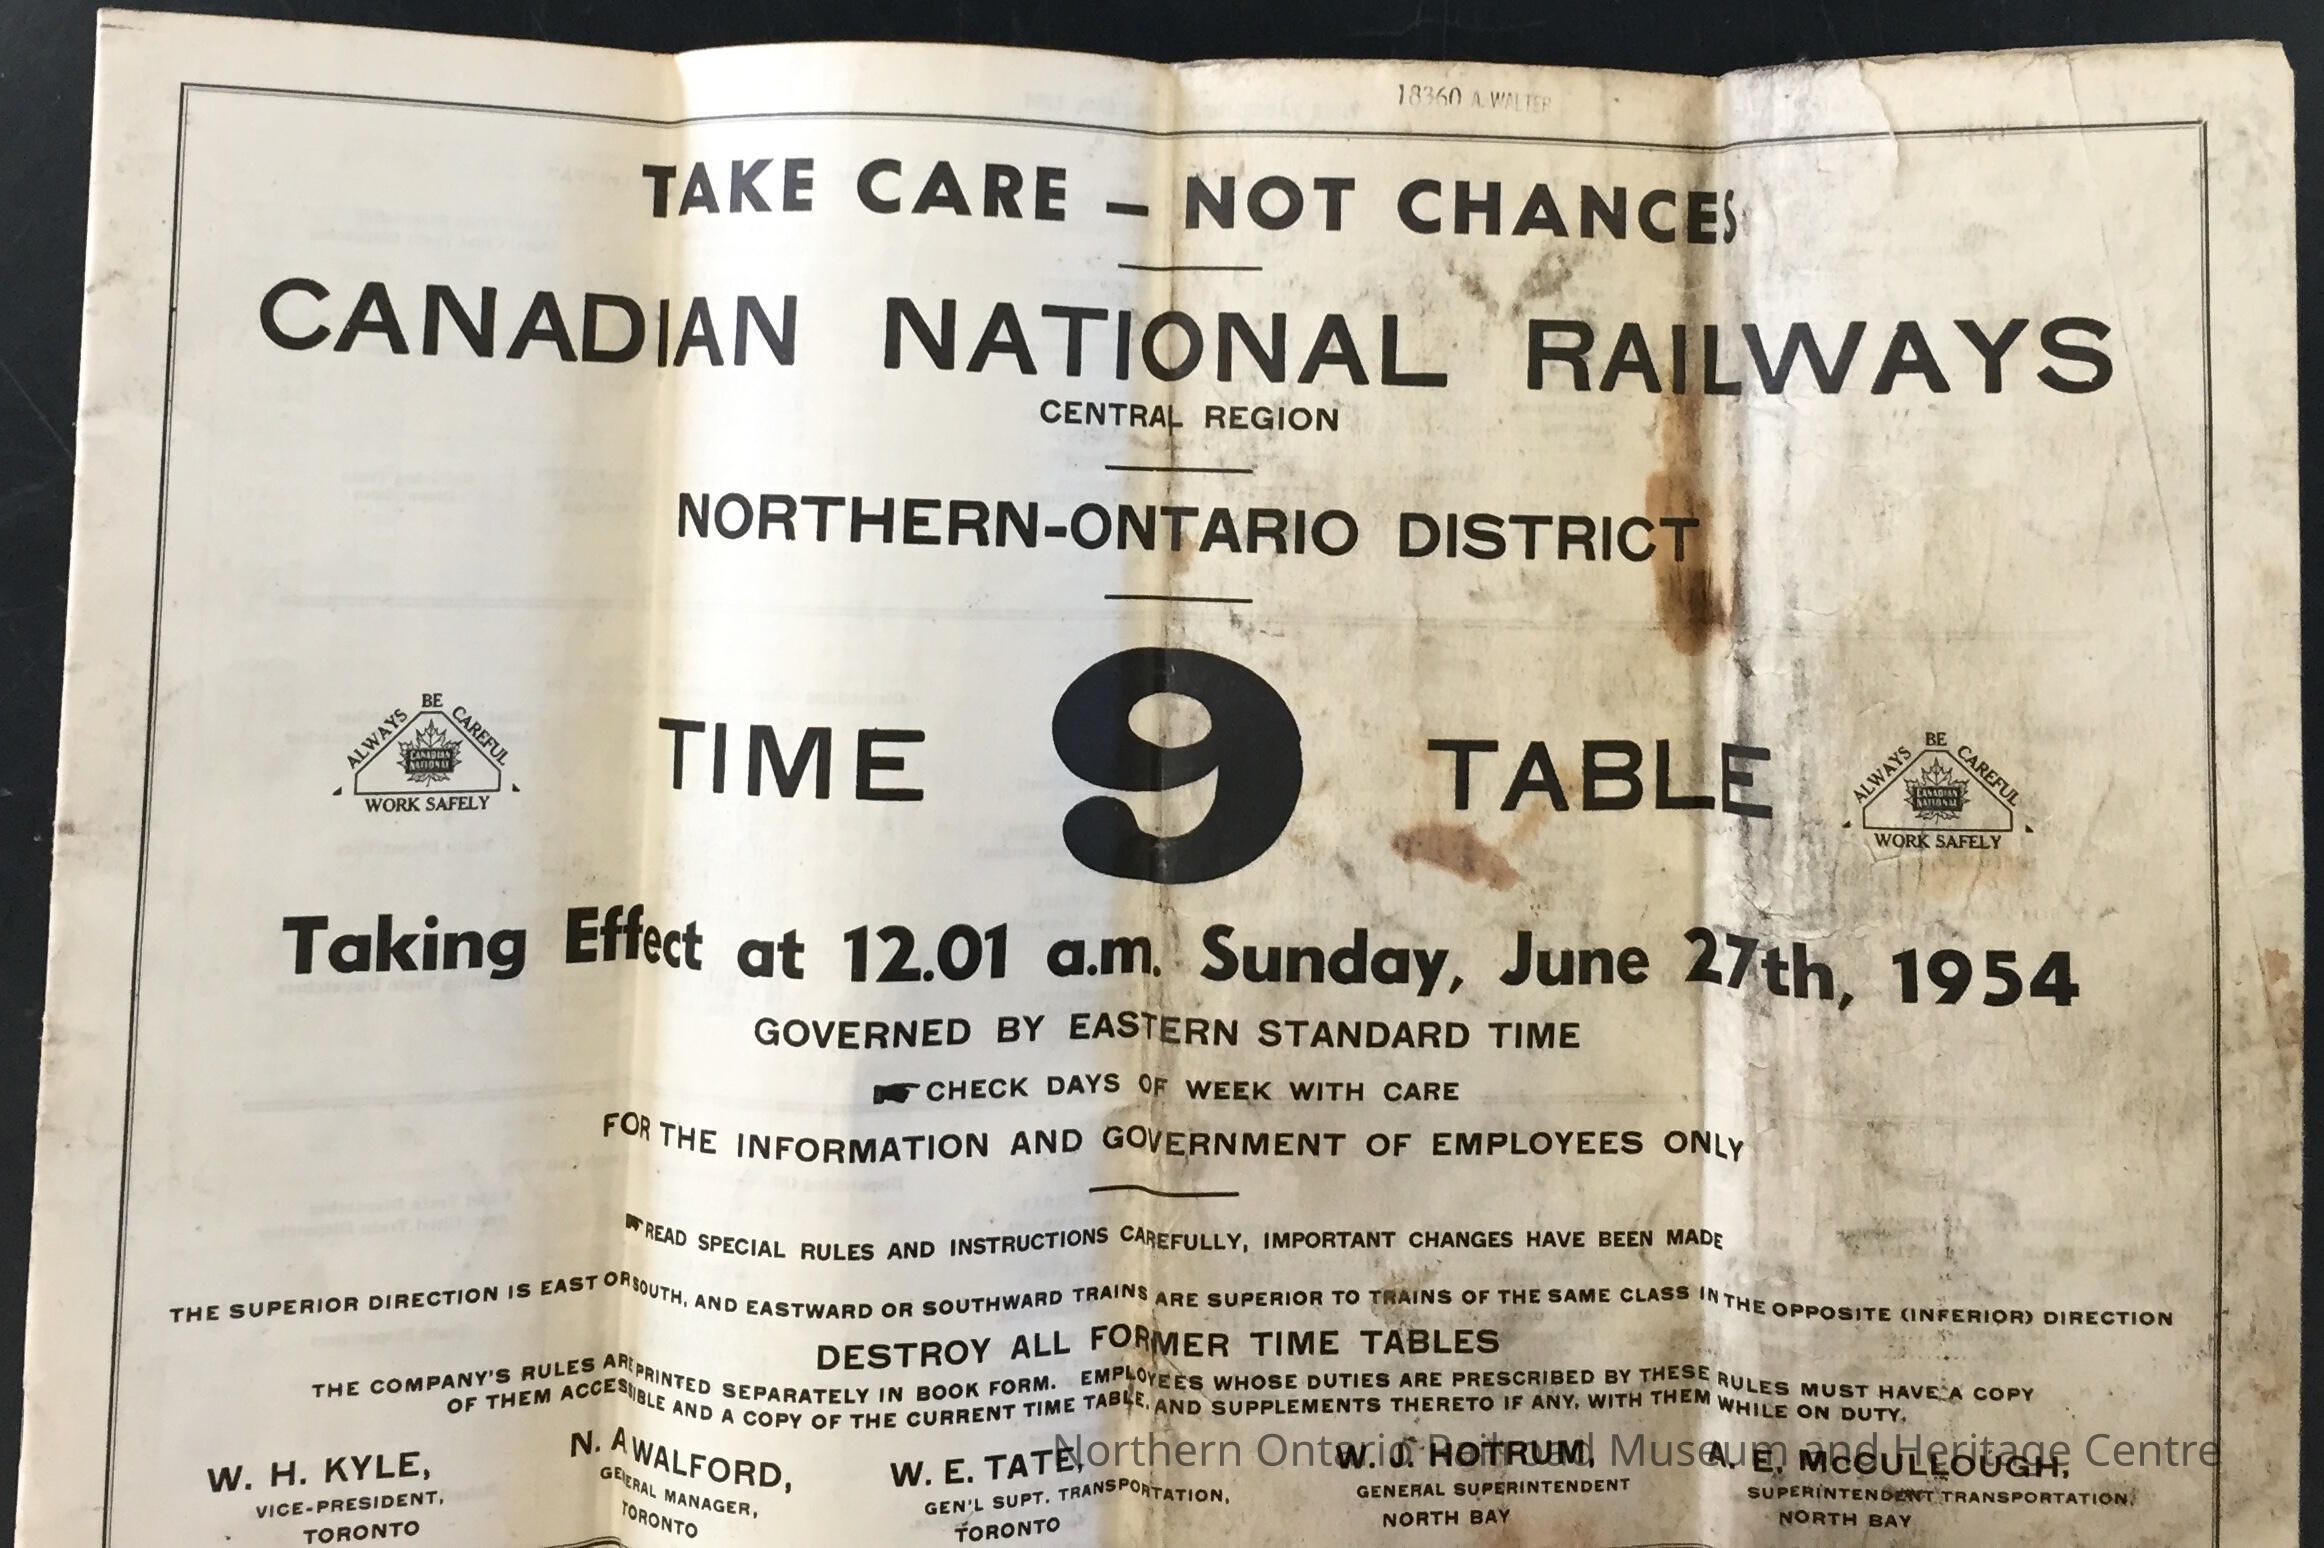 18360 A. WALTER
TAKE CARE – NOT CHANCES
CANADIAN NATIONAL RAILWAYS
CENTRAL REGION
NORTHERN-ONTARIO DISTRICT
ALWAYS BE CAREFUL
CANADIAN NATIONAL
WORK SAFELY
TIME 9 TABLE
ALWAYS BE CAREFUL
CANADIAN NATIONAL
WORK SAFELY
Taking Effect at 12.01 a.m. Sunday, June 27th, 1954
GOVERNED BY EASTERN STANDARD TIME
☛ CHECK DAYS OF WEEK WITH CARE
FOR THE INFORMATION AND GOVERNMENT OF EMPLOYEES ONLY
☛ READ SPECIAL RULES AND INSTRUCTIONS CAREFULLY, IMPORTANT CHANGES HAVE BEEN MADE
THE SUPERIOR DIRECTION IS EAST OR SOUTH, AND EASTWARD OR SOUTHWARD TRAINS ARE SUPERIOR TO TRAINS OF THE SAME CLASS IN THE OPPOSITE (INFERIOR) DIRECTION
DESTROY ALL FORMER TIME TABLES
THE COMPANY'S RULES ARE PRINTED SEPARATELY IN BOOK FORM. EMPLOYEES WHOSE DUTIES ARE PRESCRIBED BY THESE RULES MUST HAVE A COPY
OF THEM ACCESSIBLE AND A COPY OF THE CURRENT TIME TABLE, AND SUPPLEMENTS THERETO IF ANY, WITH THEM WHILE ON DUTY.
W. H. KYLE,
VICE-PRESIDENT,
TORONTO
N. A WALFORD,
GENERAL MANAGER,
TORONTO
W. E. TATE,
GEN'L SUPT. TRANSPORTATION,
TORONTO
W. J. HOTRUM,
GENERAL SUPERINTENDENT
NORTH BAY
A. E. McCULLOUGH,
SUPERINTENDENT TRANSPORTATION,
NORTH BAY
Northern Ontario Railroad Museum and Heritage Centre